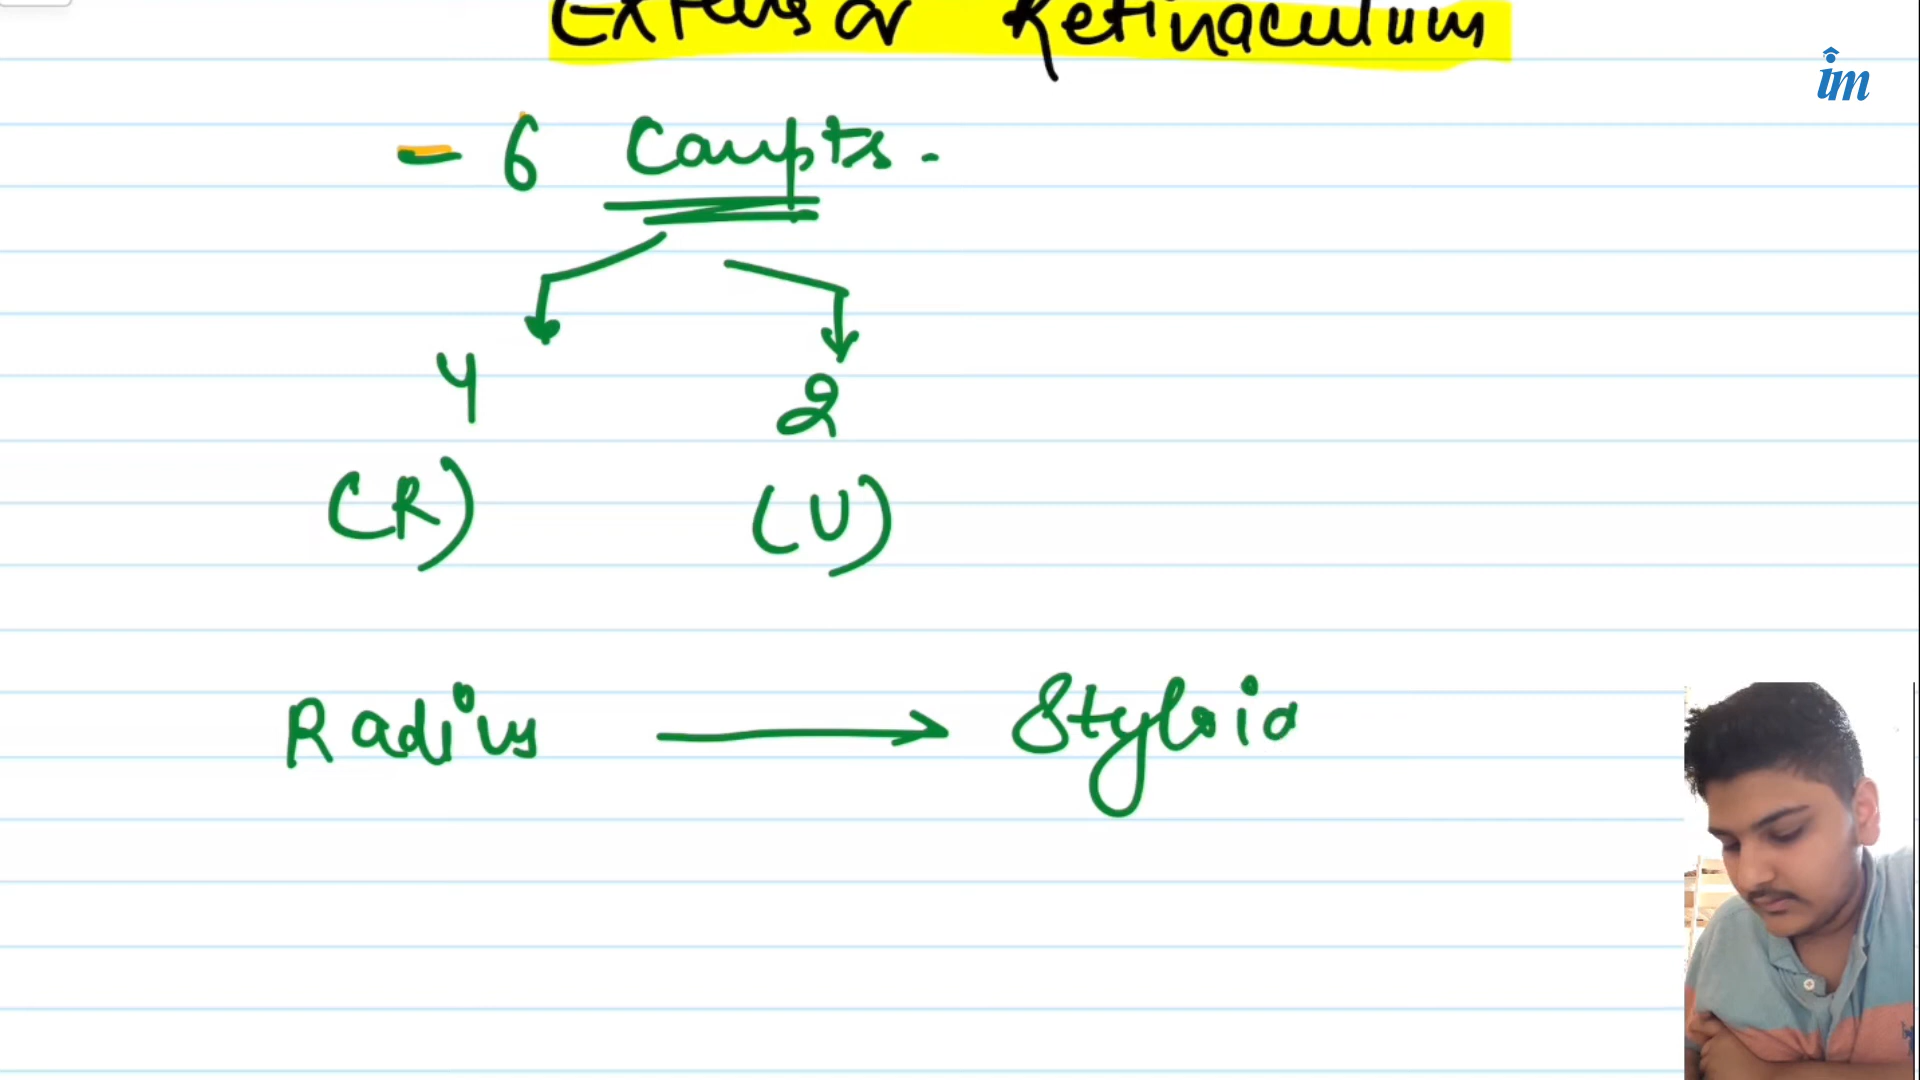 Extensor Retinaculum
im
- 6 Compts.
4 2
(R) (U)
Radius → Styloid